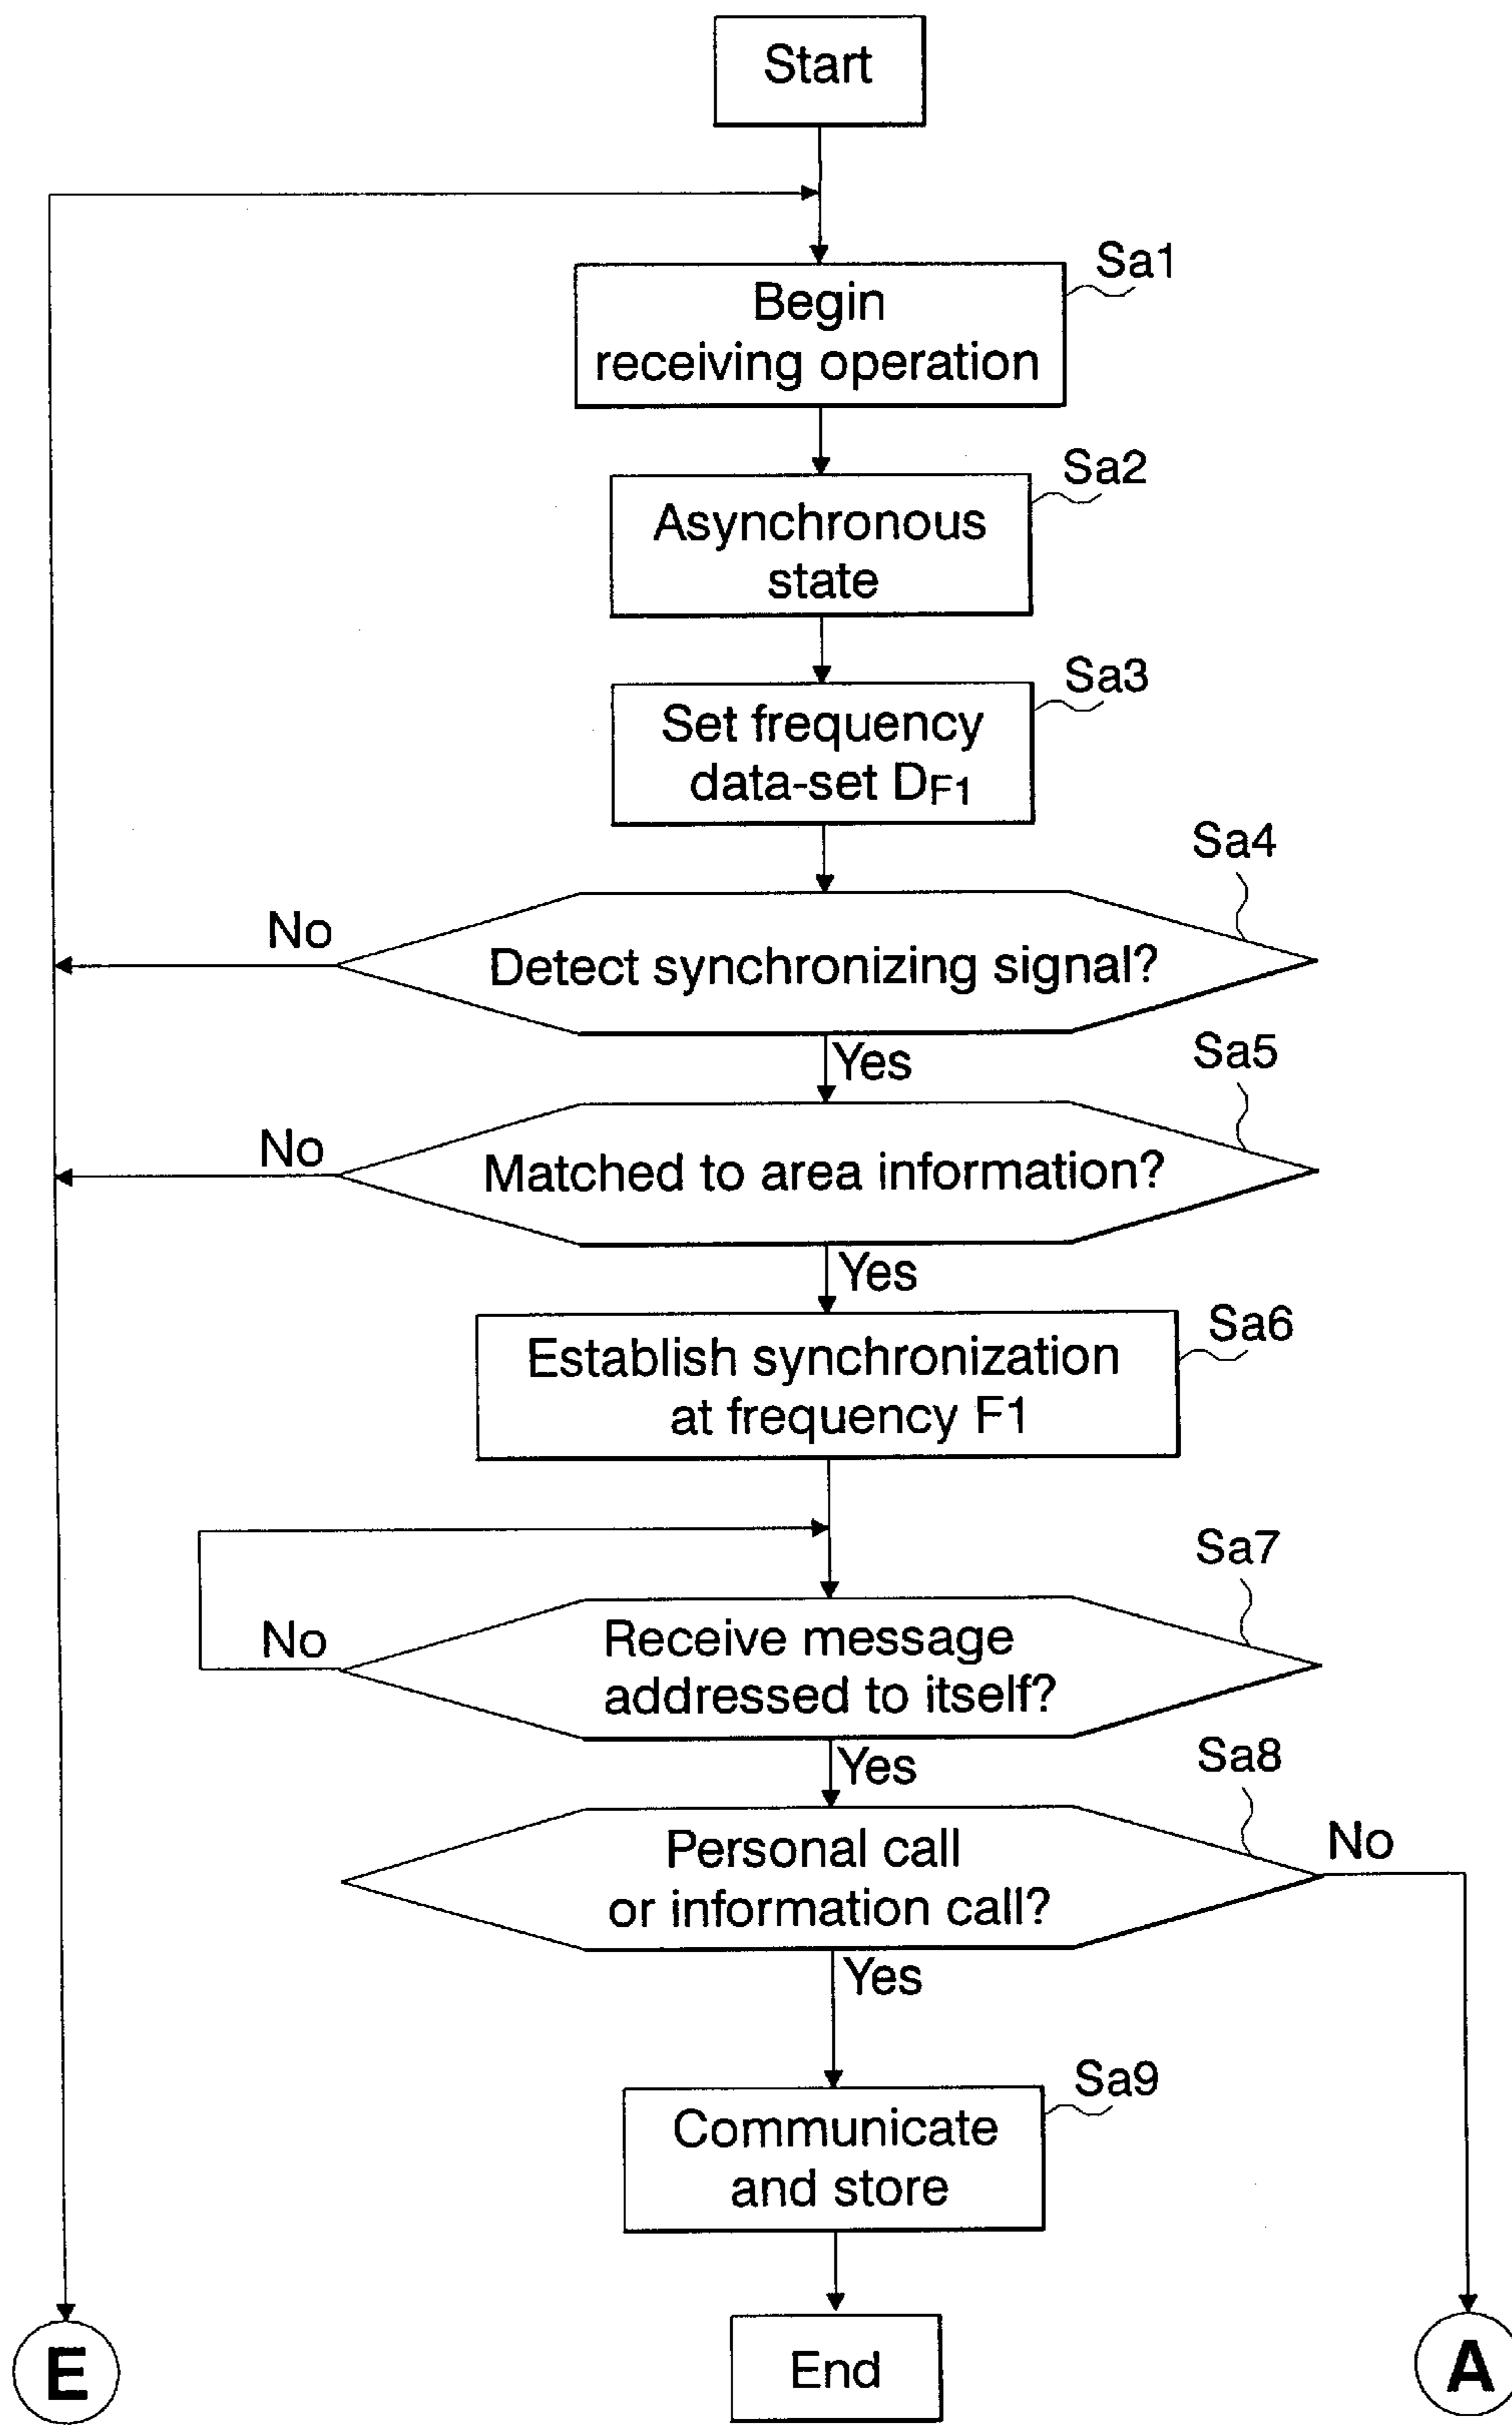 Start
Sa1
Begin
receiving operation
Sa2
Asynchronous
state
Sa3
Set frequency
data-set DF1
Sa4
No
Detect synchronizing signal?
Yes
Sa5
No
Matched to area information?
Yes
Sa6
Establish synchronization
at frequency F1
Sa7
No
Receive message
addressed to itself?
Yes
Sa8
No
Personal call
or information call?
Yes
Sa9
Communicate
and store
End
E
A